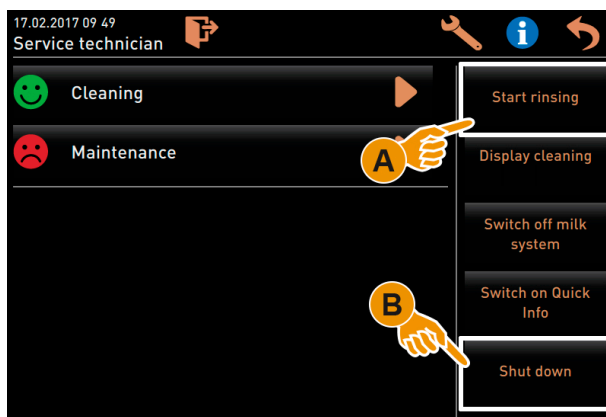 17.02.2017 09 49
Service technician
i
Cleaning
Maintenance
Start rinsing
Display cleaning
Switch off milk
system
Switch on Quick
Info
Shut down
A
B